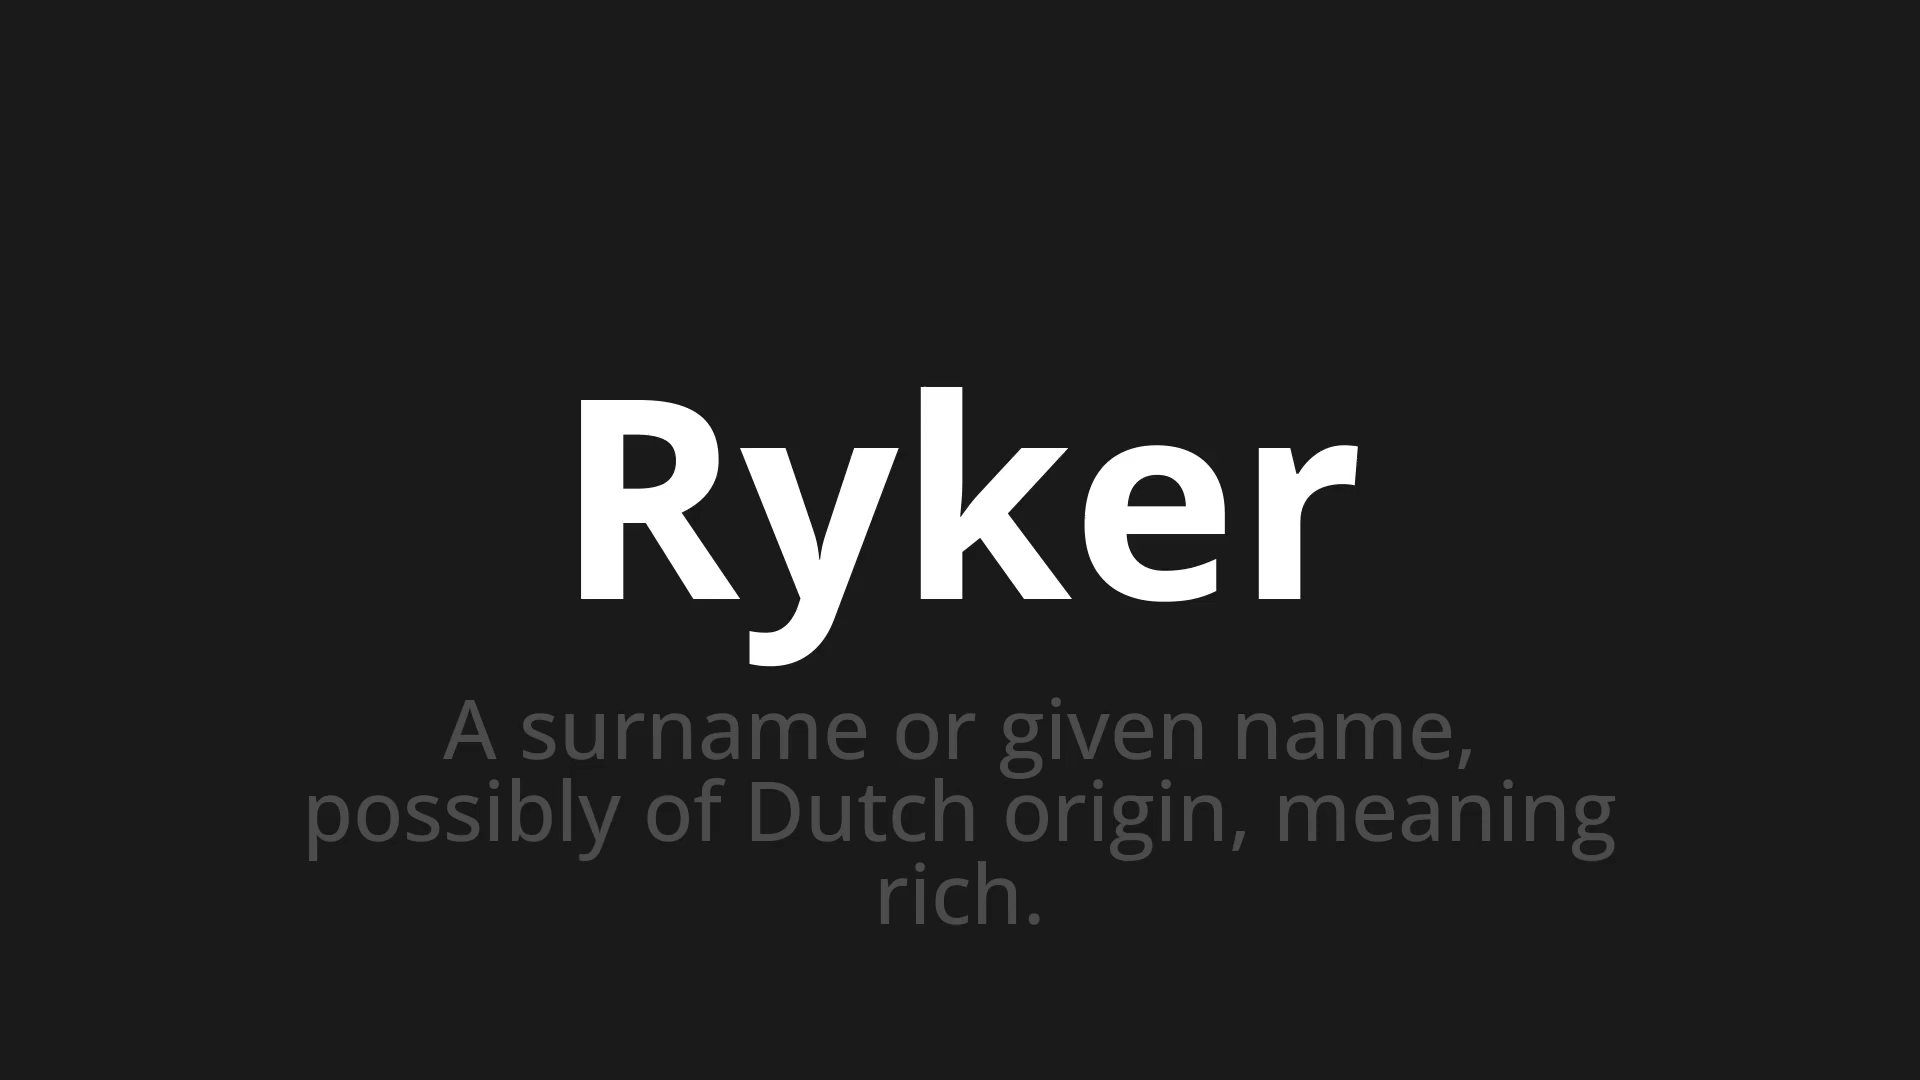 Ryker
A surname or given name,
possibly of Dutch origin, meaning
rich.